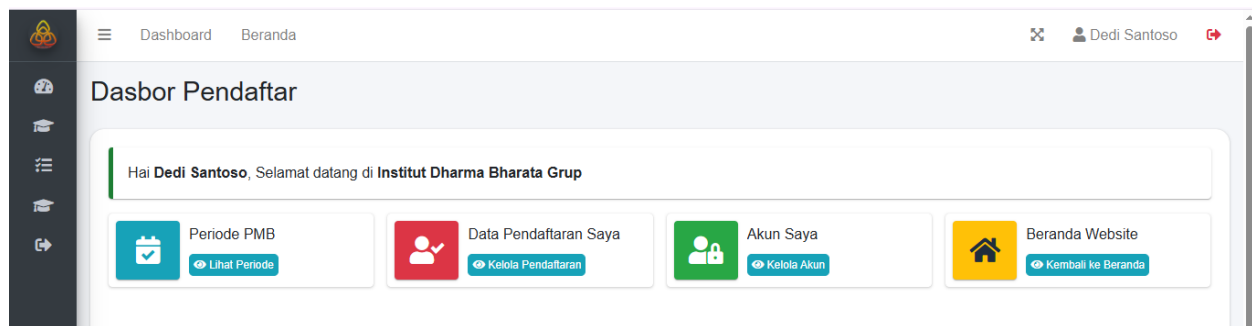 Dashboard Beranda Dedi Santoso
Dasbor Pendaftar
Hai Dedi Santoso, Selamat datang di Institut Dharma Bharata Grup
Periode PMB
Lihat Periode
Data Pendaftaran Saya
Kelola Pendaftaran
Akun Saya
Kelola Akun
Beranda Website
Kembali ke Beranda